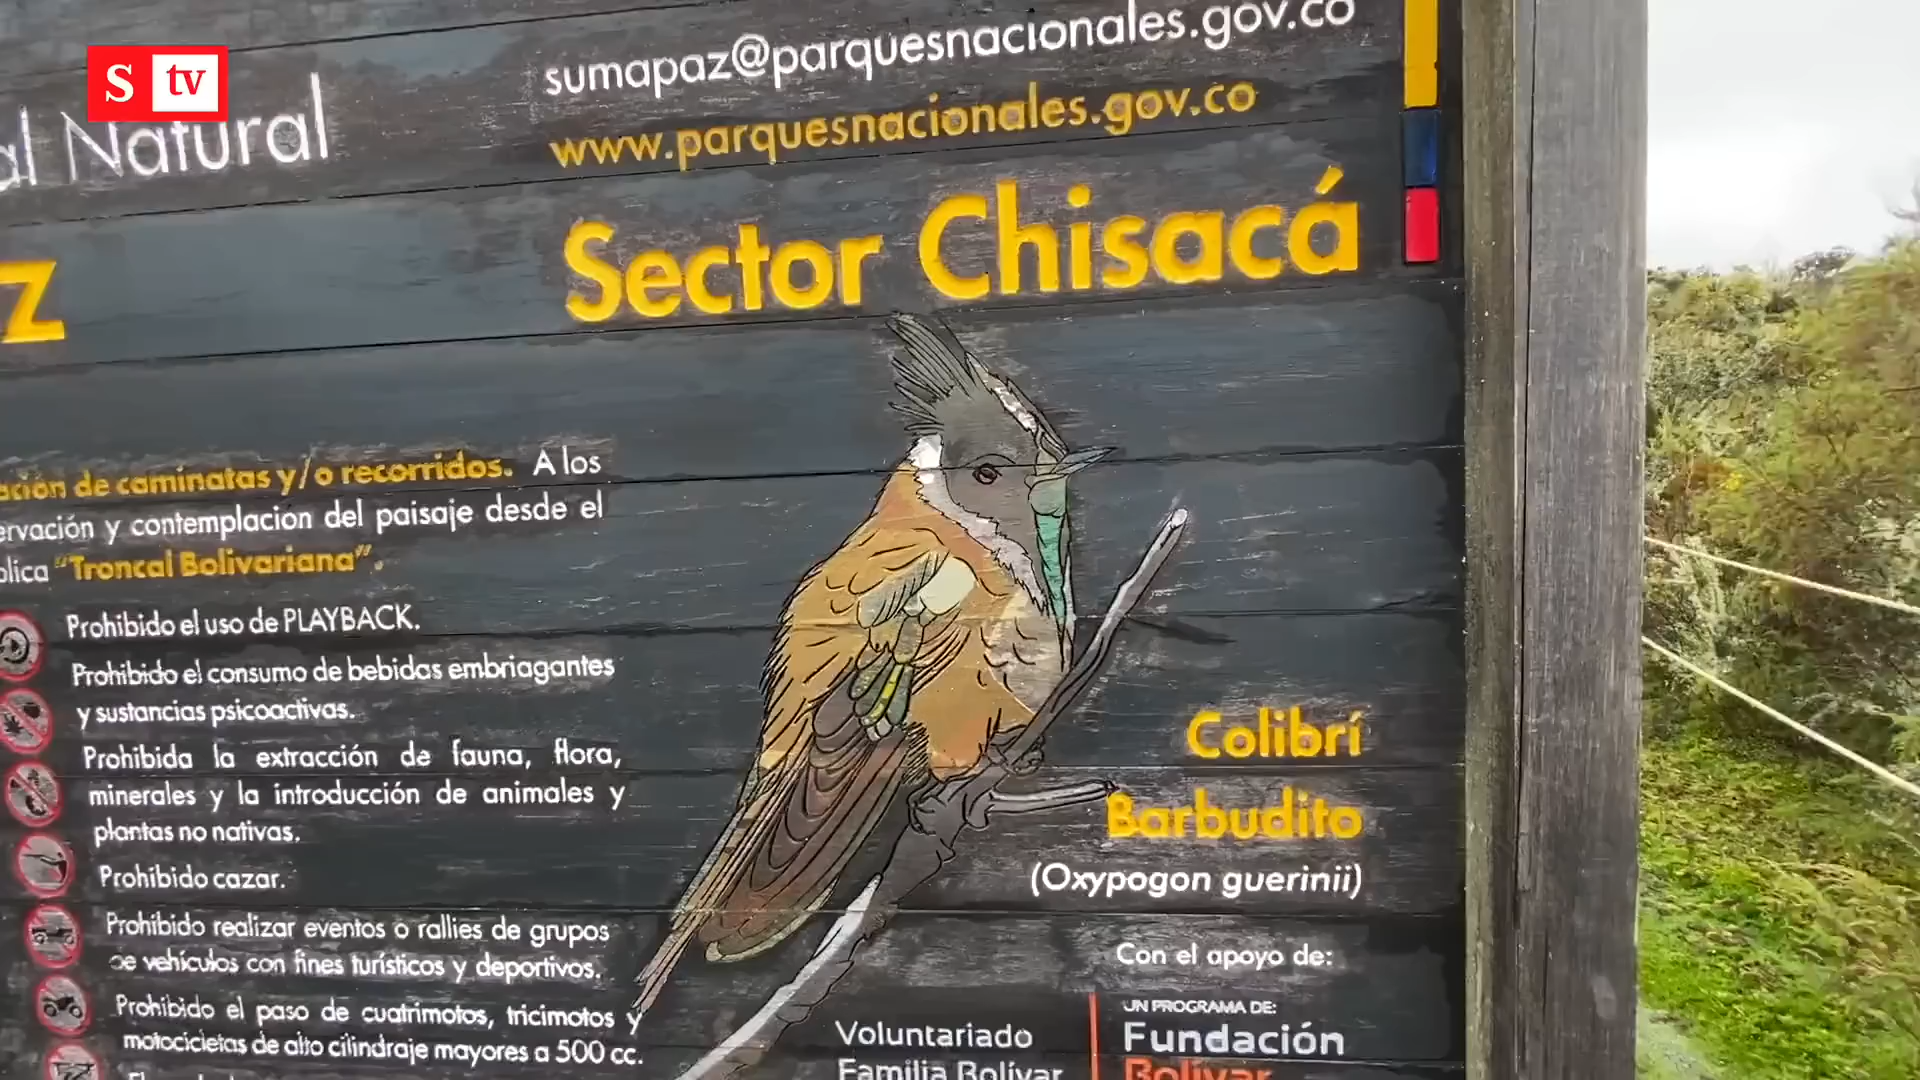 S tv
sumapaz@parquesnacionales.gov.co
al Natural
www.parquesnacionales.gov.co
z
Sector Chisacá
ación de caminatas y/o recorridos. A los
ervación y contemplacion del paisaje desde el
blica "Troncal Bolivariana".
Prohibido el uso de PLAYBACK.
Prohibido el consumo de bebidas embriagantes
y sustancias psicoactivas.
Prohibida la extracción de fauna, flora,
minerales y la introducción de animales y
plantas no nativas.
Prohibido cazar.
Prohibido realizar eventos o rallies de grupos
de vehículos con fines turísticos y deportivos.
Prohibido el paso de cuatrimotos, tricimotos y
motocicletas de alto cilindraje mayores a 500 cc.
Colibrí
Barbudito
(Oxypogon guerinii)
Con el apoyo de:
Voluntariado
Familia Bolívar
UN PROGRAMA DE:
Fundación
Bolívar